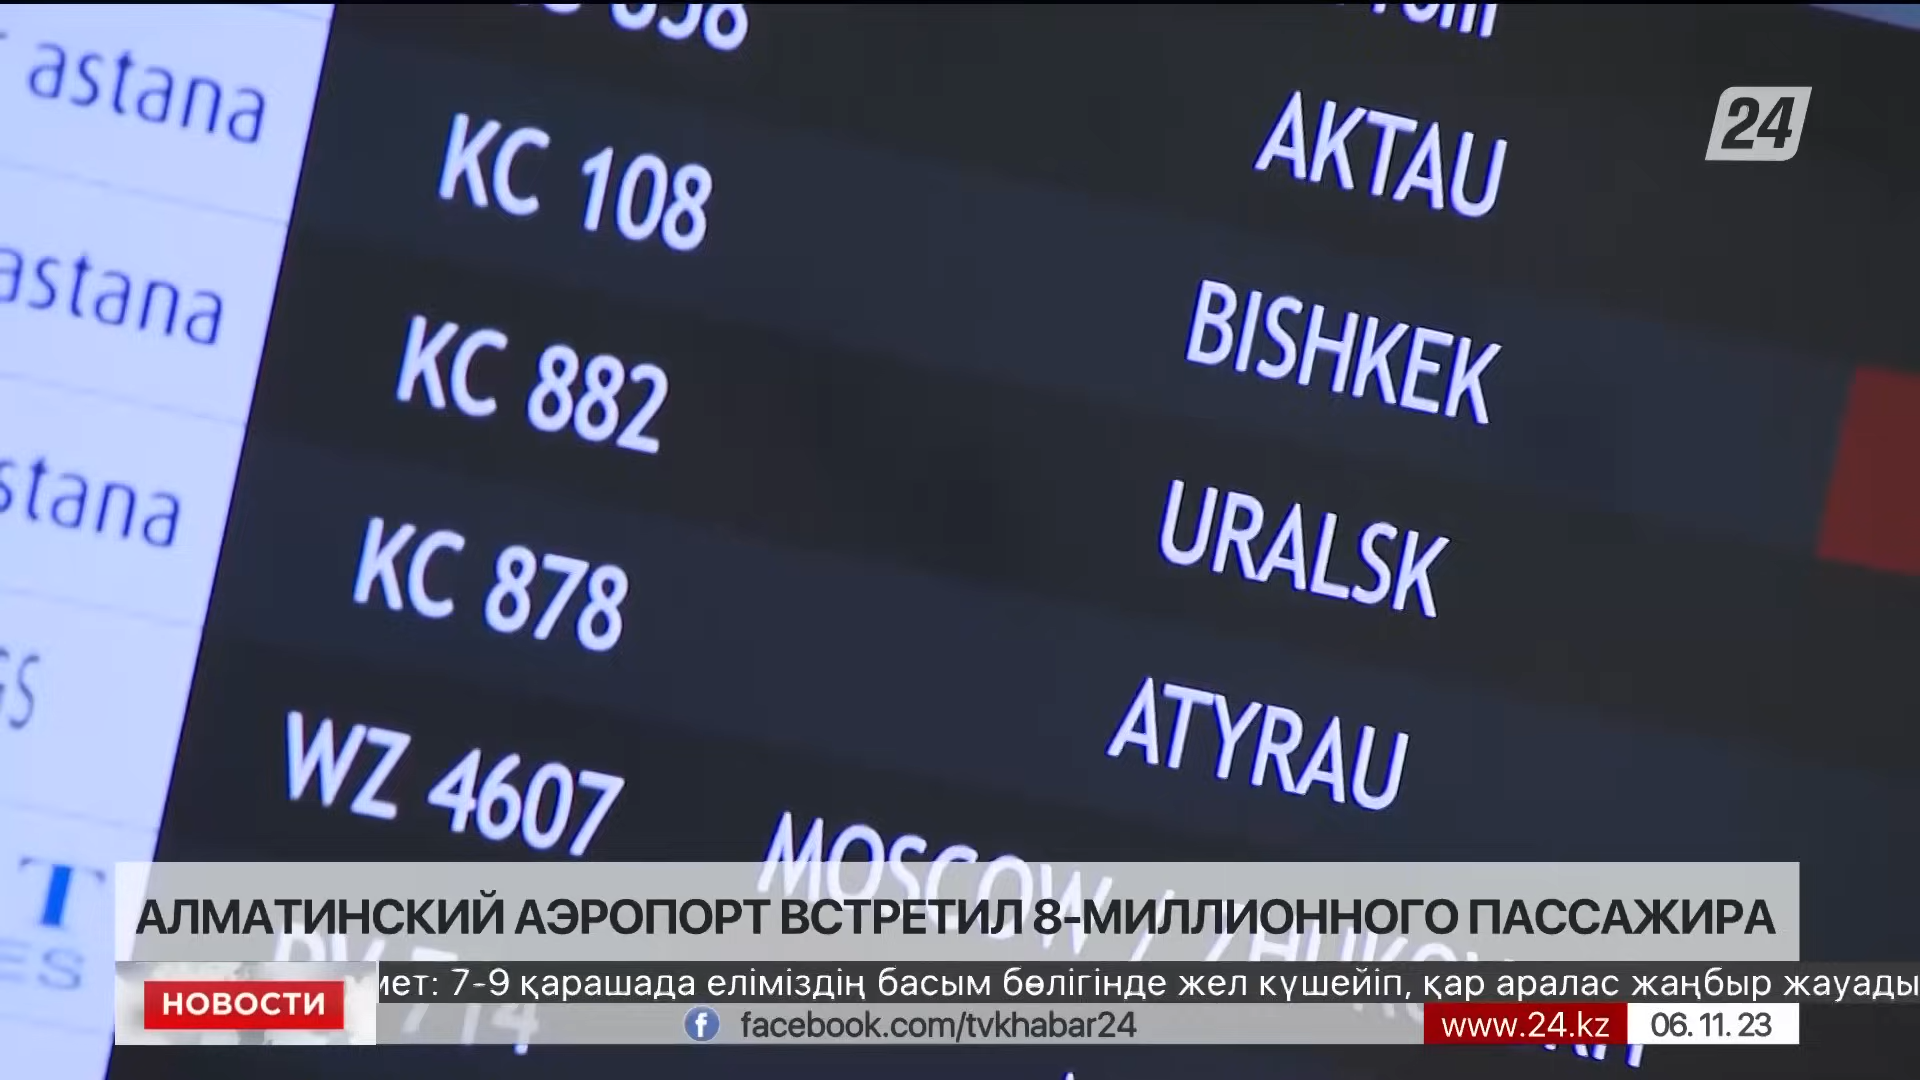 astana
KC 108
AKTAU
24
astana
KC 882
BISHKEK
stana
KC 878
URALSK
WZ 4607
ATYRAU
MOSCOW /
АЛМАТИНСКИЙ АЭРОПОРТ ВСТРЕТИЛ 8-МИЛЛИОННОГО ПАССАЖИРА
7-9 қарашада еліміздің басым бөлігінде жел күшейіп, қар аралас жаңбыр жауады
НОВОСТИ
facebook.com/tvkhabar24
www.24.kz
06.11.23